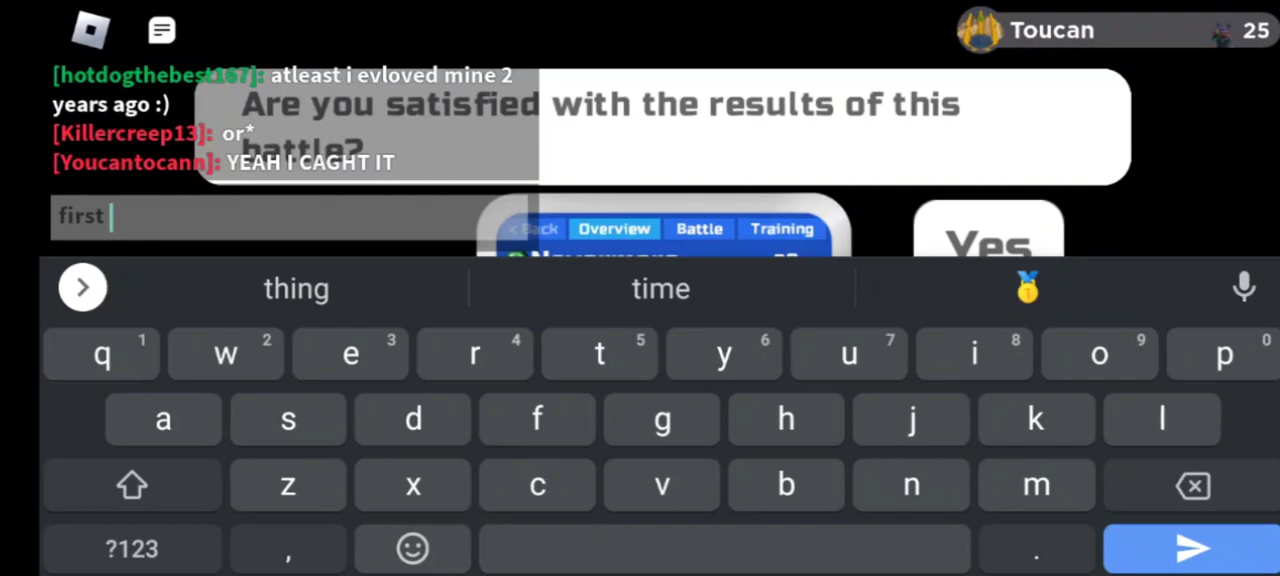 Toucan
25
[hotdogthebest167]: atleast i evloved mine 2
years ago :)
[Killercreep13]: or*
[Youcantocann]: YEAH I CAGHT IT
Are you satisfied with the results of this
battle?
first
< Back Overview Battle Training
Yes
thing time
q 1 w 2 e 3 r 4 t 5 y 6 u 7 i 8 o 9 p 0
a s d f g h j k l
z x c v b n m
?123 , .